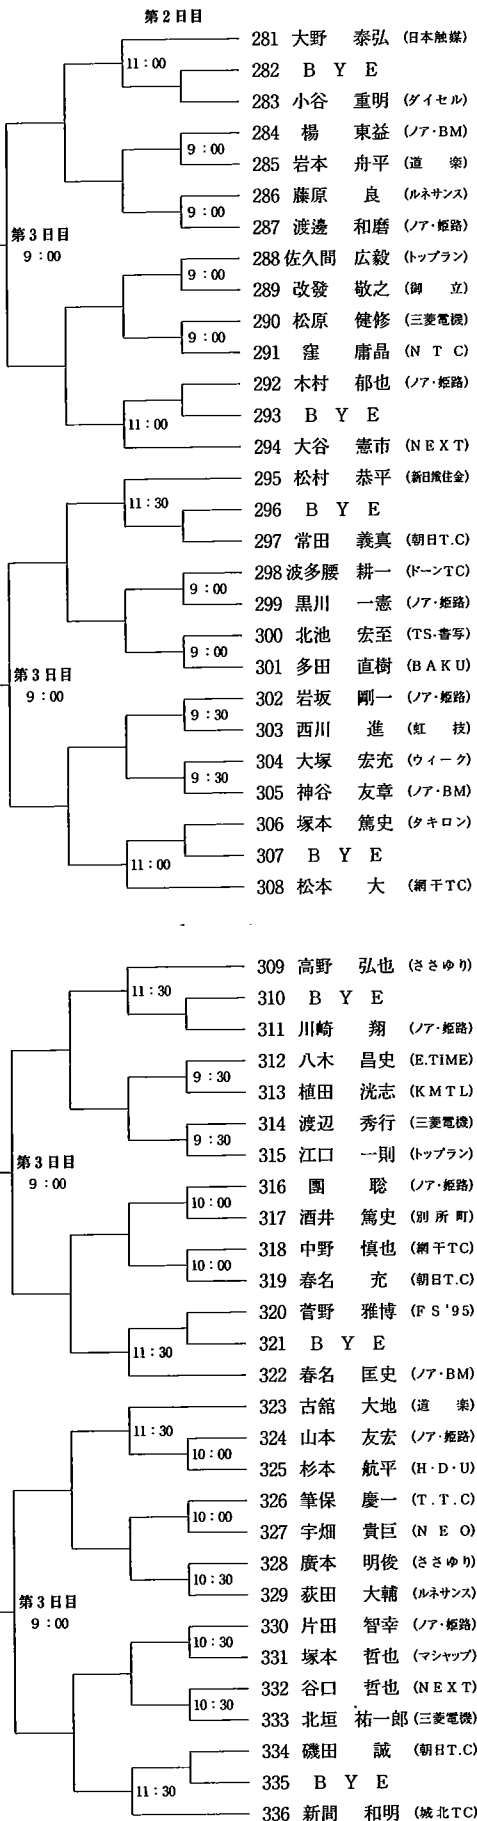 第2日目
281 大野 泰弘 (日本触媒)
11:00
282 B Y E
283 小谷 重明 (ダイセル)
284 楊 東益 (ノア・BM)
9:00
285 岩本 舟平 (道 楽)
286 藤原 良 (ルネサンス)
9:00
287 渡邊 和磨 (ノア・姫路)
第3日目
9:00
288 佐久間 広毅 (トップラン)
9:00
289 改發 敬之 (御 立)
290 松原 健修 (三菱電機)
9:00
291 窪 庸晶 (N T C)
292 木村 郁也 (ノア・姫路)
293 B Y E
11:00
294 大谷 憲市 (NEXT)
295 松村 恭平 (新日鐵住金)
11:30
296 B Y E
297 常田 義真 (朝日T.C)
298 波多腰 耕一 (ドーンTC)
9:00
299 黒川 一憲 (ノア・姫路)
300 北池 宏至 (TS-書写)
9:00
301 多田 直樹 (BAKU)
第3日目
9:00
302 岩坂 剛一 (ノア・姫路)
9:30
303 西川 進 (虹 技)
304 大塚 宏充 (ウィーク)
9:30
305 神谷 友章 (ノア・BM)
306 塚本 篤史 (タキロン)
307 B Y E
11:00
308 松本 大 (網干TC)
309 高野 弘也 (ささゆり)
11:30
310 B Y E
311 川崎 翔 (ノア・姫路)
312 八木 昌史 (E.TIME)
9:30
313 植田 洸志 (KMTL)
314 渡辺 秀行 (三菱電機)
9:30
315 江口 一則 (トップラン)
第3日目
9:00
316 團 聡 (ノア・姫路)
10:00
317 酒井 篤史 (別所町)
318 中野 慎也 (網干TC)
10:00
319 春名 充 (朝日T.C)
320 菅野 雅博 (FS'95)
321 B Y E
11:30
322 春名 匡史 (ノア・BM)
323 古舘 大地 (道 楽)
11:30
324 山本 友宏 (ノア・姫路)
10:00
325 杉本 航平 (H・D・U)
326 筆保 慶一 (T.T.C)
10:00
327 宇畑 貴巨 (N E O)
328 廣本 明俊 (ささゆり)
10:30
329 荻田 大輔 (ルネサンス)
第3日目
9:00
330 片田 智幸 (ノア・姫路)
10:30
331 塚本 哲也 (マシャップ)
332 谷口 哲也 (NEXT)
10:30
333 北垣 祐一郎 (三菱電機)
334 磯田 誠 (朝日T.C)
335 B Y E
11:30
336 新間 和明 (城北TC)